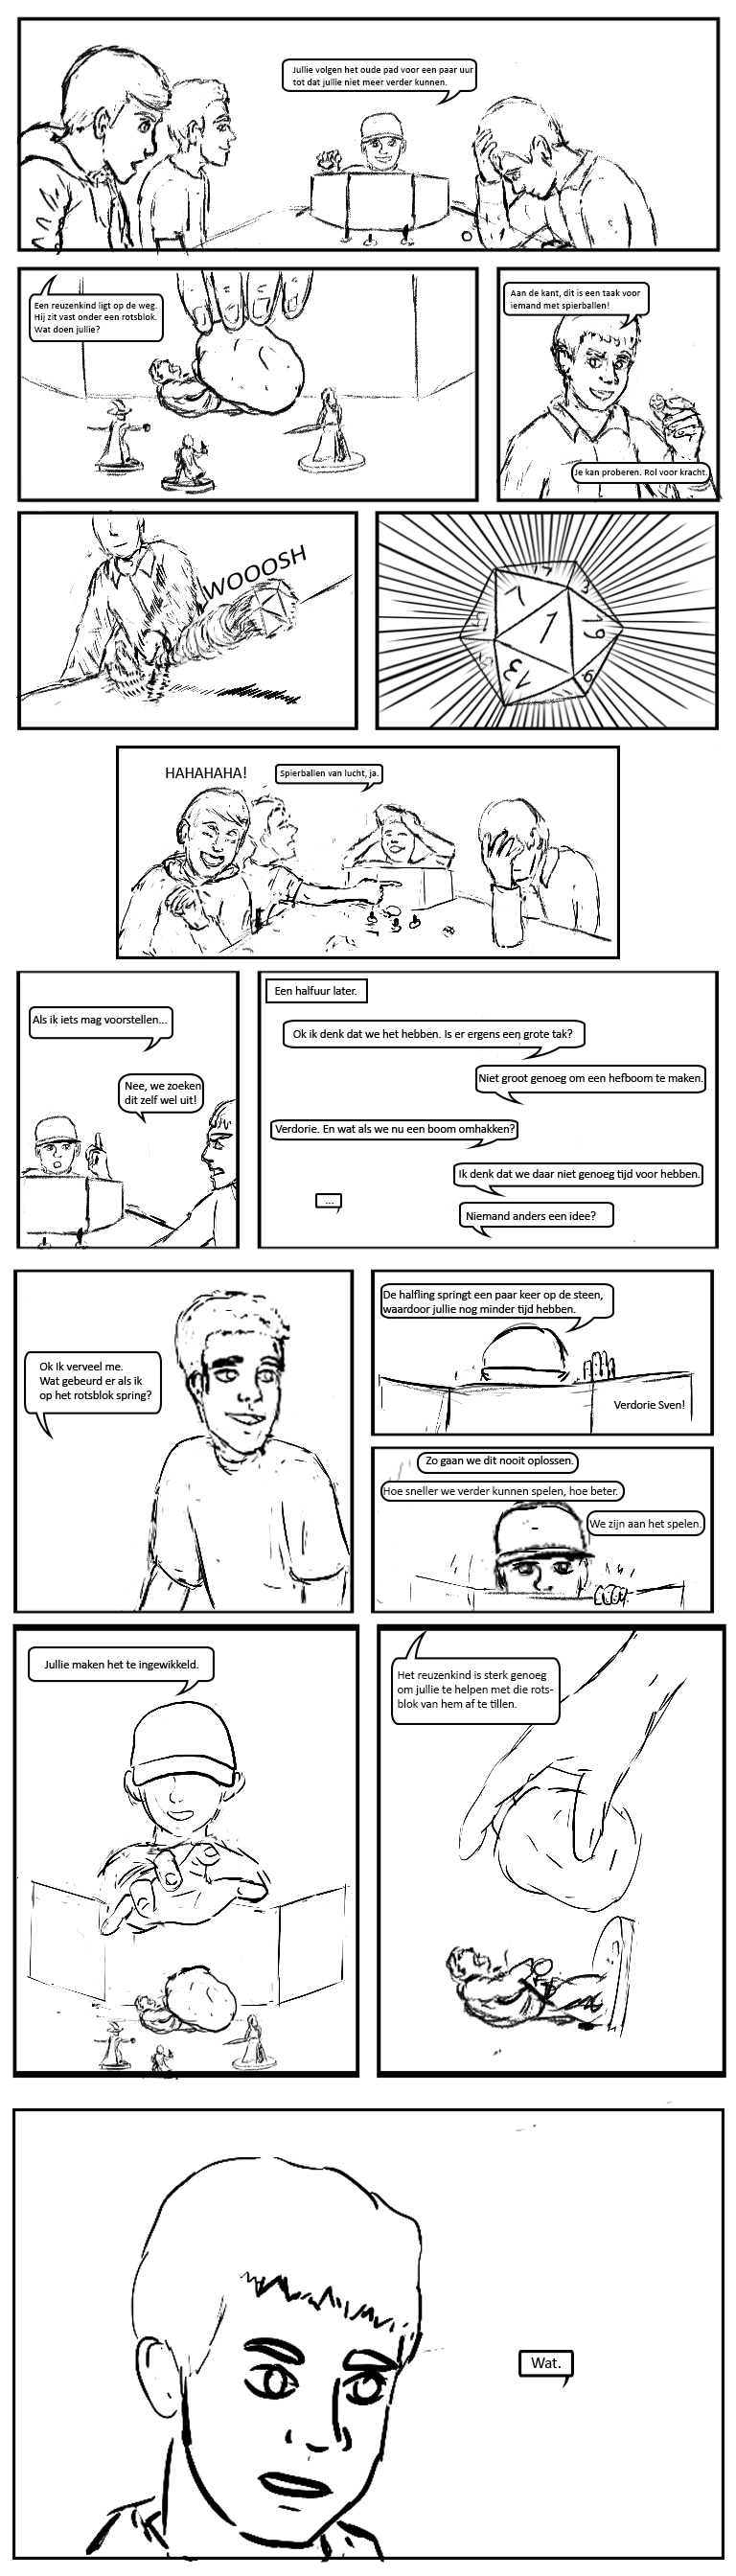 Jullie volgen het oude pad voor een paar uur
tot dat jullie niet meer verder kunnen.
Een reuzenkind ligt op de weg.
Hij zit vast onder een rotsblok.
Wat doen jullie?
Aan de kant, dit is een taak voor
iemand met spierballen!
Je kan proberen. Rol voor kracht.
WOOOSH
7
1
13
19
9
HAHAHAHA!
Spierballen van lucht, ja.
Als ik iets mag voorstellen...
Nee, we zoeken
dit zelf wel uit!
Een halfuur later.
Ok ik denk dat we het hebben. Is er ergens een grote tak?
Niet groot genoeg om een hefboom te maken.
Verdorie. En wat als we nu een boom omhakken?
Ik denk dat we daar niet genoeg tijd voor hebben.
...
Niemand anders een idee?
Ok Ik verveel me.
Wat gebeurd er als ik
op het rotsblok spring?
De halfling springt een paar keer op de steen,
waardoor jullie nog minder tijd hebben.
Verdorie Sven!
Zo gaan we dit nooit oplossen.
Hoe sneller we verder kunnen spelen, hoe beter.
We zijn aan het spelen.
Jullie maken het te ingewikkeld.
Het reuzenkind is sterk genoeg
om jullie te helpen met die rots-
blok van hem af te tillen.
Wat.